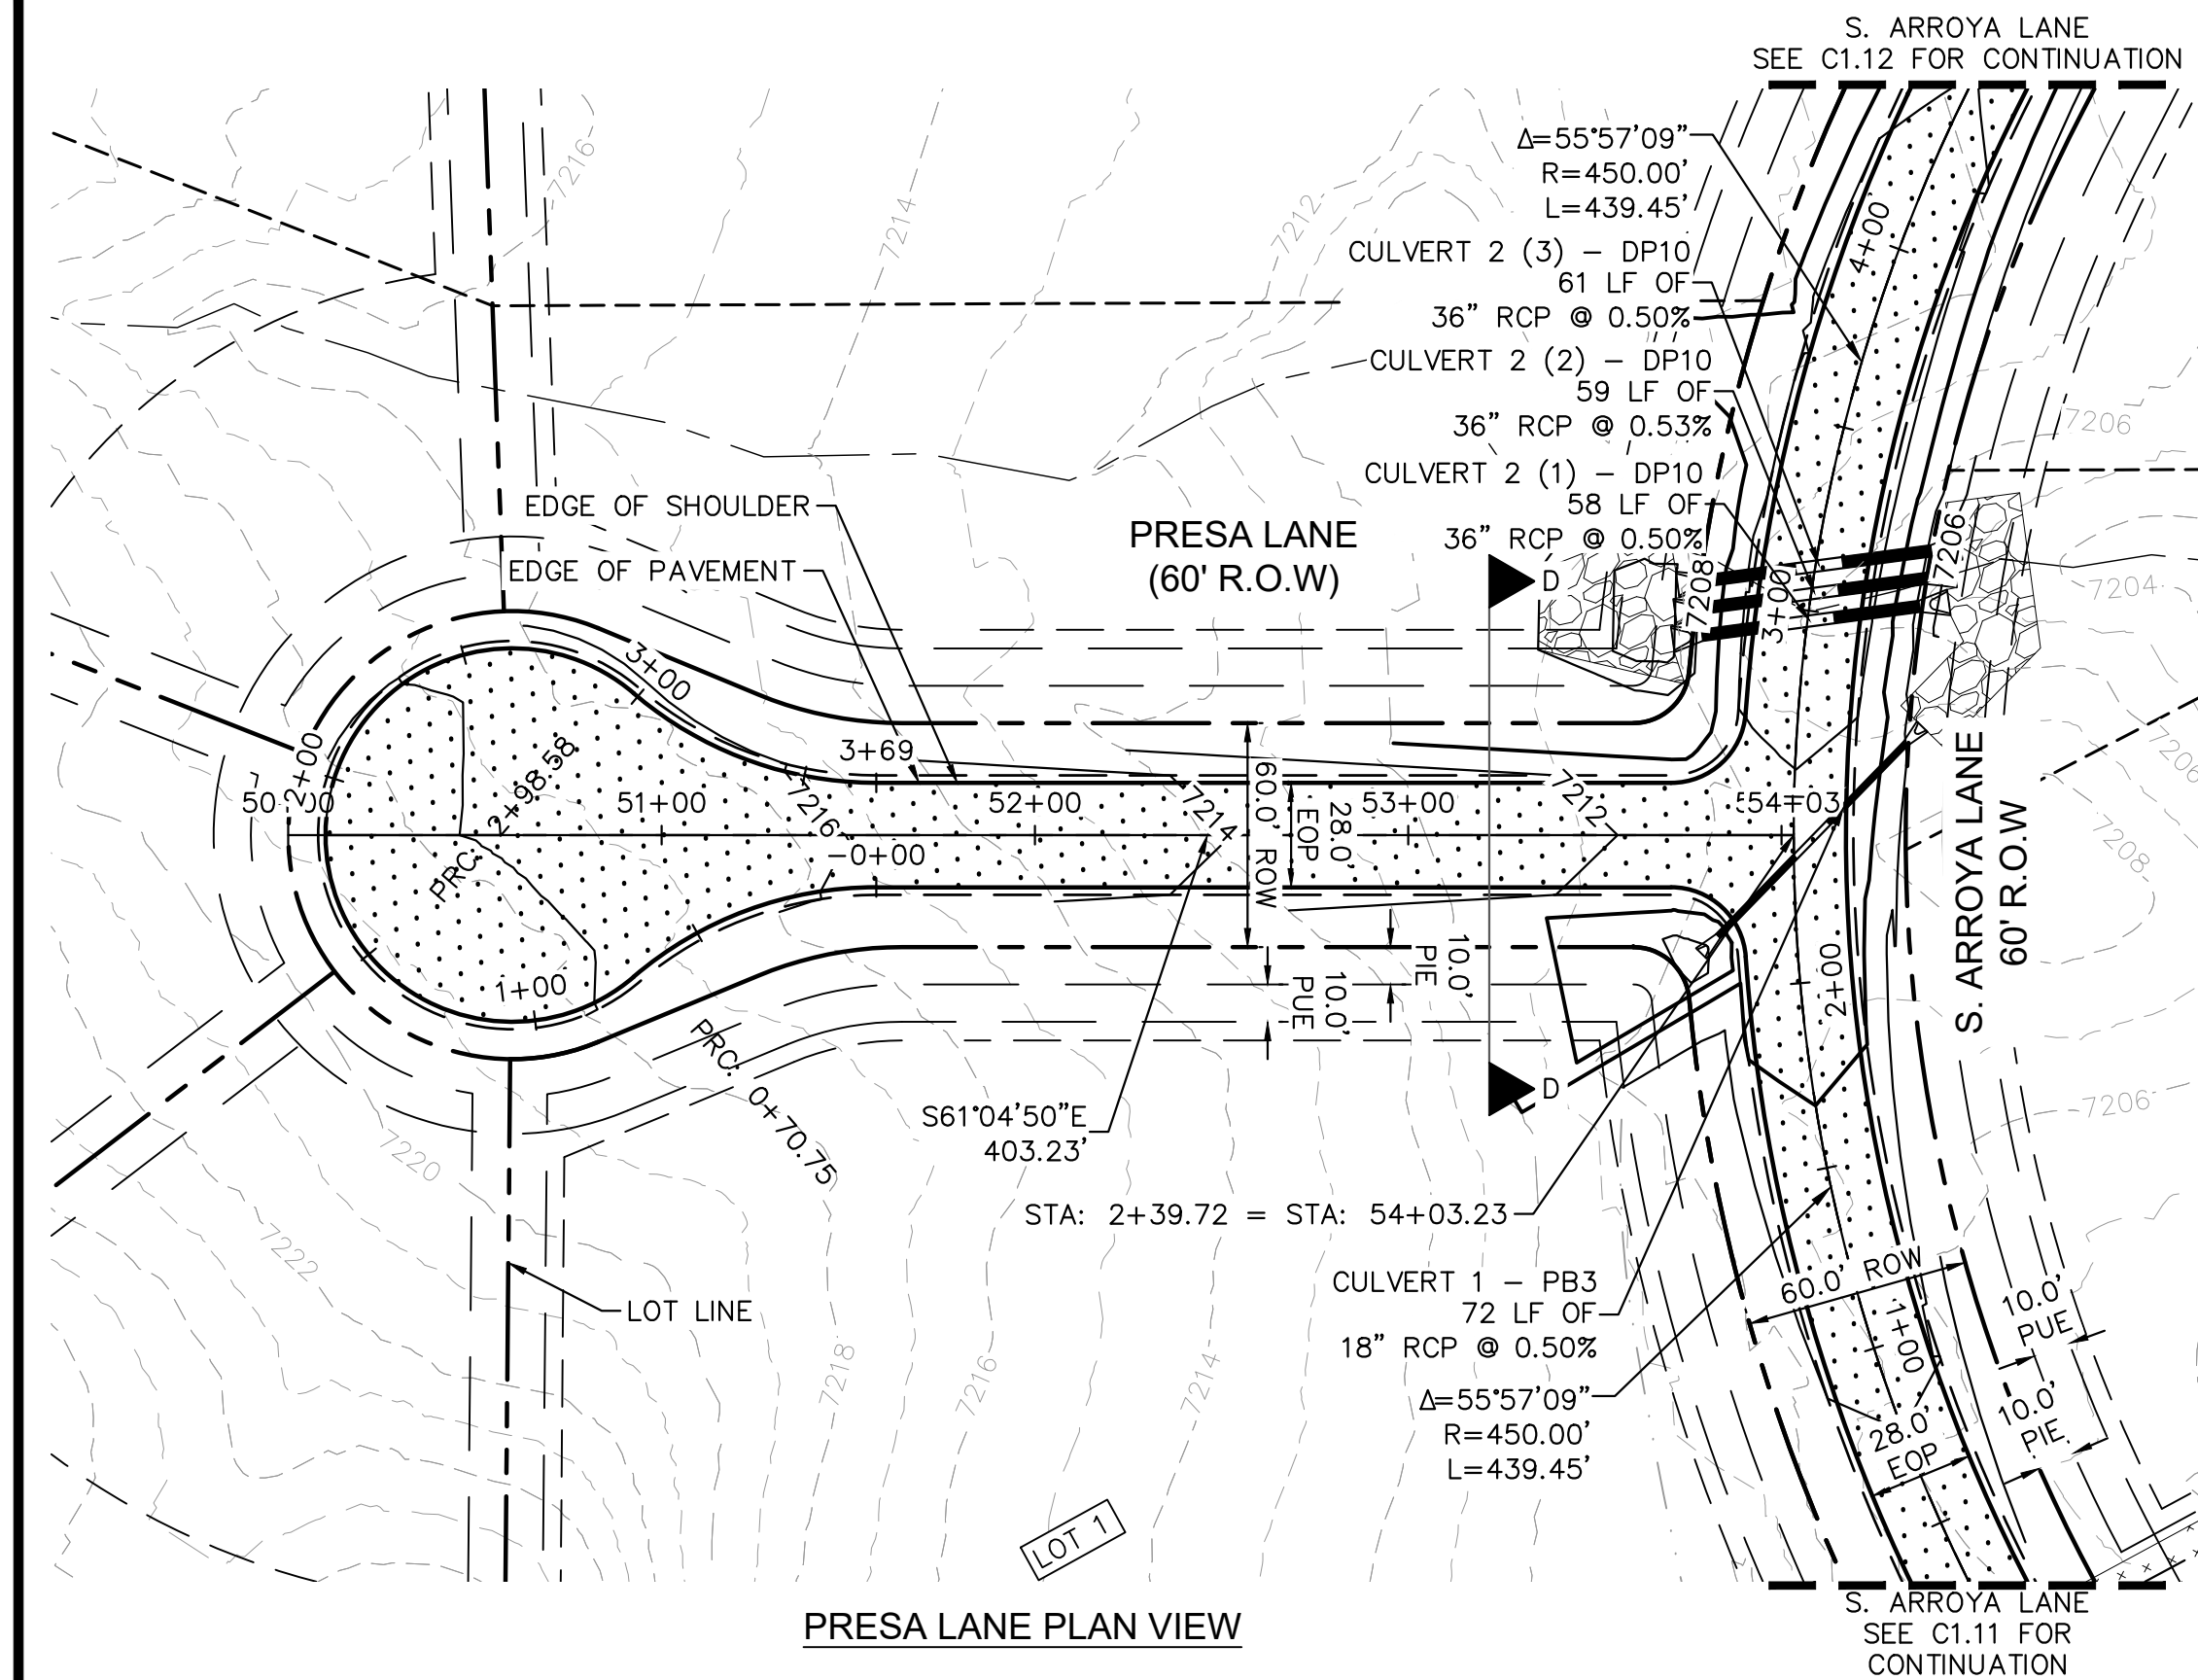 S. ARROYA LANE
SEE C1.12 FOR CONTINUATION
Δ=55°57'09"
R=450.00'
L=439.45'
4+00
CULVERT 2 (3) – DP10
61 LF OF
36" RCP @ 0.50%
CULVERT 2 (2) – DP10
59 LF OF
36" RCP @ 0.53%
CULVERT 2 (1) – DP10
58 LF OF
36" RCP @ 0.50%
7216
7214
7212
7206
7204
7206
7208
7206
7208
3+00
7206
EDGE OF SHOULDER
EDGE OF PAVEMENT
PRESA LANE
(60' R.O.W)
D
3+00
2+00
3+69
2+98.58
PRC:
51+00
52+00
53+00
54+03
7216
7214
7212
-0+00
60.0' ROW
28.0'
EOP
1+00
10.0'
PIE
10.0'
PUE
2+00
S. ARROYA LANE
60' R.O.W
D
PRC: 0+70.75
S61°04'50"E
403.23'
STA: 2+39.72 = STA: 54+03.23
7220
7222
7218
7216
7214
LOT LINE
CULVERT 1 – PB3
72 LF OF
18" RCP @ 0.50%
Δ=55°57'09"
R=450.00'
L=439.45'
60.0' ROW
1+00
10.0'
PUE
10.0'
PIE
28.0'
EOP
LOT 1
PRESA LANE PLAN VIEW
S. ARROYA LANE
SEE C1.11 FOR
CONTINUATION